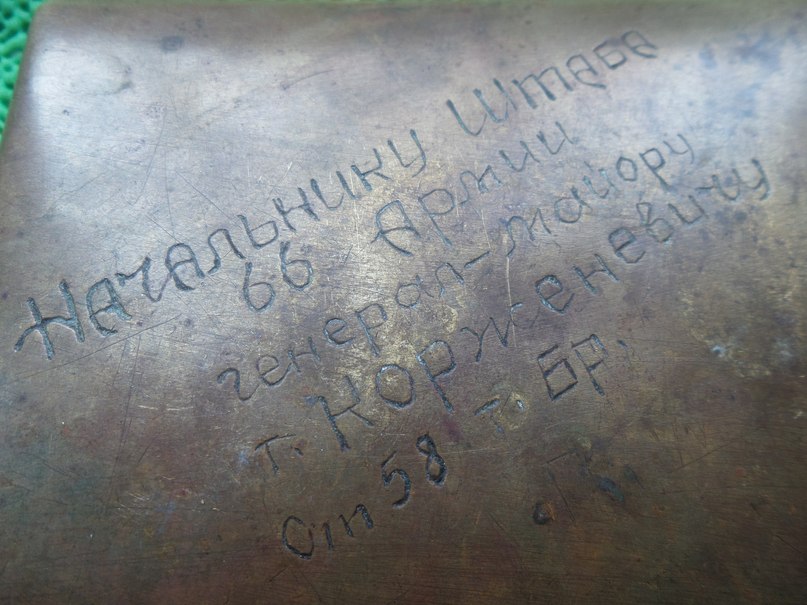 Начальнику Штаба
66 Армии
генерал-майору
т. Корженевичу
От 58 т. Бр.